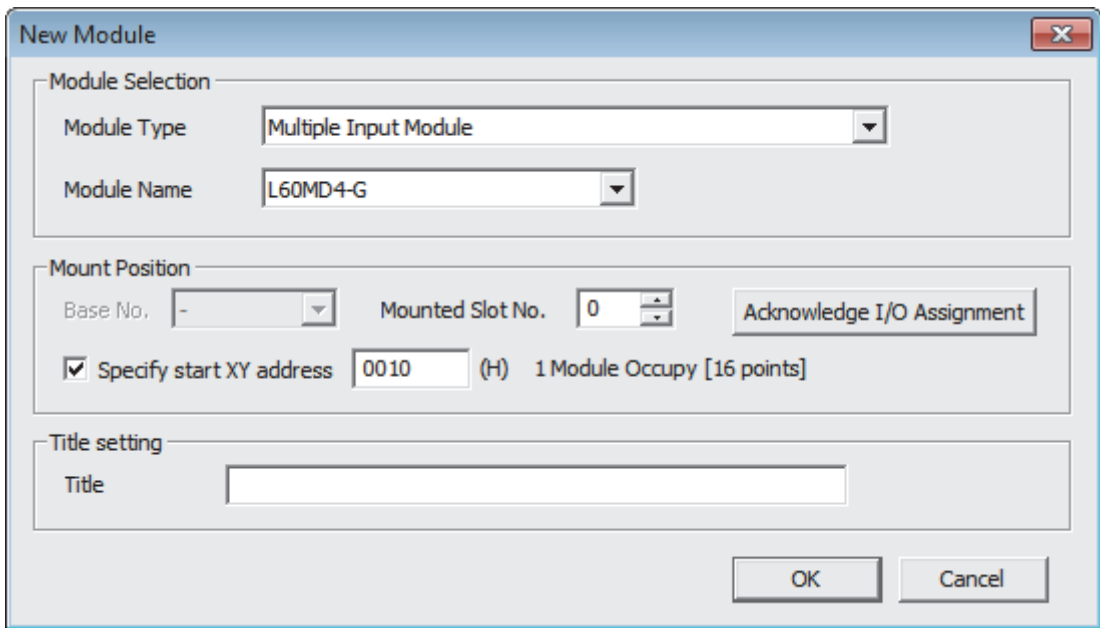 New Module
Module Selection
Module Type Multiple Input Module
Module Name L60MD4-G
Mount Position
Base No. - Mounted Slot No. 0 Acknowledge I/O Assignment
Specify start XY address 0010 (H) 1 Module Occupy [16 points]
Title setting
Title
OK Cancel